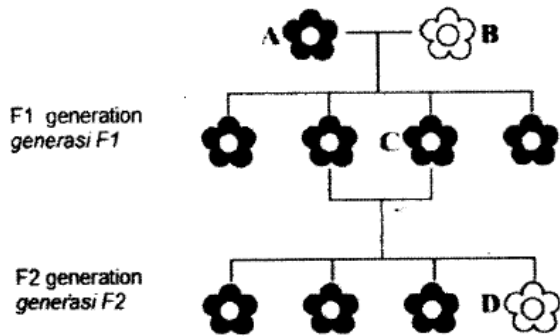 A
B
F1 generation
generasi F1
C
F2 generation
generasi F2
D